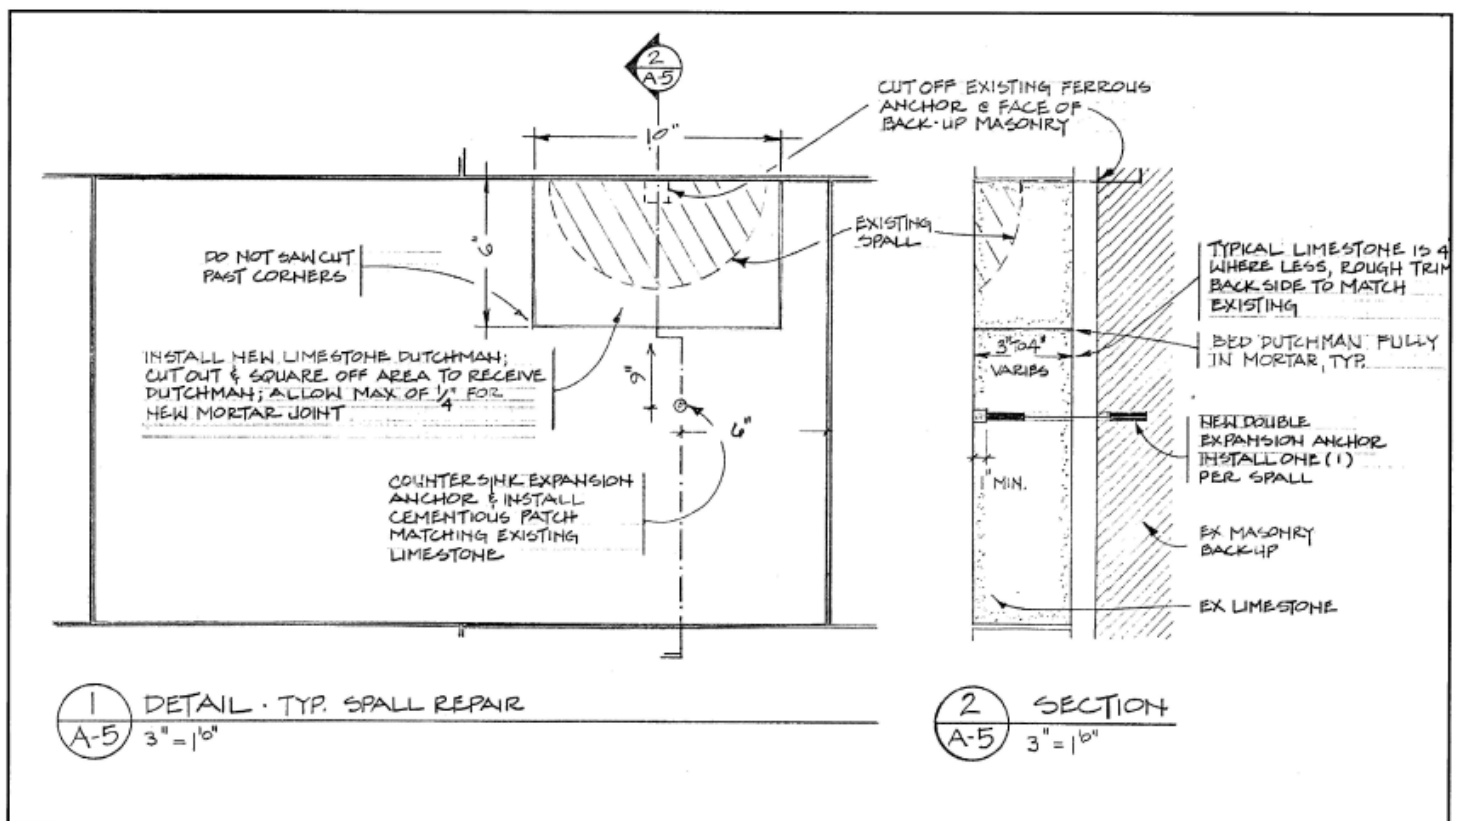 2
A-5
CUT OFF EXISTING FERROUS
ANCHOR @ FACE OF
BACK-UP MASONRY
10"
6"
EXISTING
SPALL
DO NOT SAW CUT
PAST CORNERS
TYPICAL LIMESTONE IS 4
WHERE LESS, ROUGH TRIM
BACK SIDE TO MATCH
EXISTING
BED DUTCHMAN FULLY
IN MORTAR, TYP.
INSTALL NEW LIMESTONE DUTCHMAN;
CUT OUT & SQUARE OFF AREA TO RECEIVE
DUTCHMAN; ALLOW MAX OF 1/4" FOR
NEW MORTAR JOINT
3" TO 4"
VARIES
6"
NEW DOUBLE
EXPANSION ANCHOR
INSTALL ONE (1)
PER SPALL
COUNTERSINK EXPANSION
ANCHOR & INSTALL
CEMENTIOUS PATCH
MATCHING EXISTING
LIMESTONE
1" MIN.
EX MASONRY
BACK-UP
EX LIMESTONE
1
A-5
DETAIL · TYP. SPALL REPAIR
3" = 1'0"
2
A-5
SECTION
3" = 1'0"